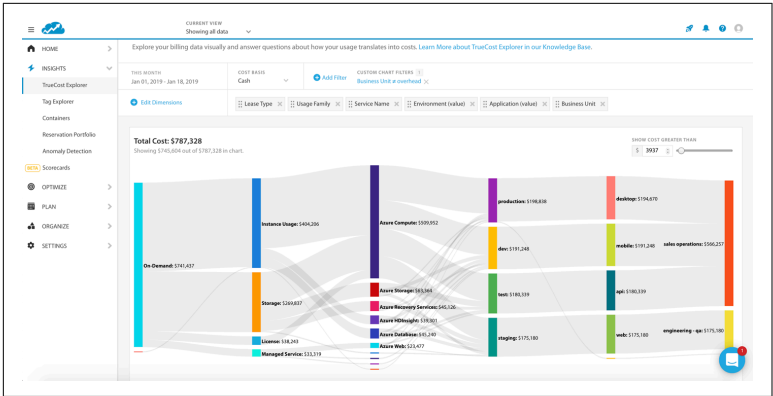 CURRENT VIEW
Showing all data
HOME
INSIGHTS
TrueCost Explorer
Tag Explorer
Containers
Reservation Portfolio
Anomaly Detection
BETA Scorecards
OPTIMIZE
PLAN
ORGANIZE
SETTINGS
Explore your billing data visually and answer questions about how your usage translates into costs. Learn More about TrueCost Explorer in our Knowledge Base.
THIS MONTH
Jan 01, 2019 - Jan 18, 2019
COST BASIS
Cash
Add Filter
CUSTOM CHART FILTERS 1
Business Unit ≠ overhead ×
Edit Dimensions
Lease Type ×
Usage Family ×
Service Name ×
Environment (value) ×
Application (value) ×
Business Unit ×
Total Cost: $787,328
Showing $745,604 out of $787,328 in chart.
SHOW COST GREATER THAN
$ 3937
On-Demand: $741,437
Instance Usage: $404,206
Storage: $269,837
License: $38,243
Managed Service: $33,319
Azure Compute: $509,952
Azure Storage: $63,364
Azure Recovery Services: $45,126
Azure HDInsight: $39,801
Azure Database: $45,240
Azure Web: $23,477
production: $198,838
dev: $191,248
test: $180,339
staging: $175,180
desktop: $194,670
mobile: $191,248
api: $180,339
web: $175,180
sales operations: $566,257
engineering - qa: $175,180
1